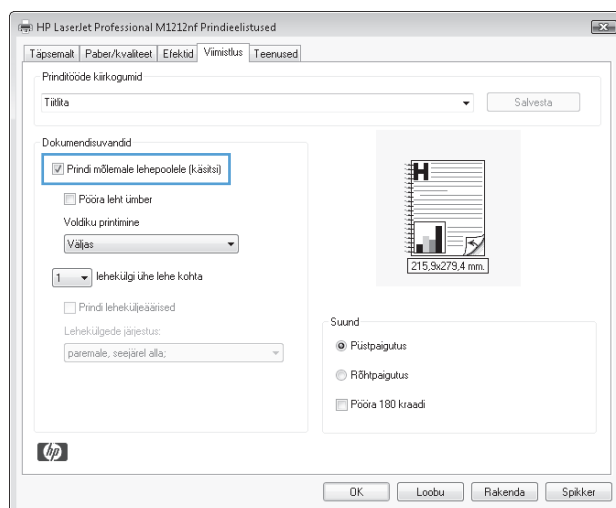 HP LaserJet Professional M1212nf Prindieelistused
Täpsemalt Paber/kvaliteet Efektid Viimistlus Teenused
Prinditööde kiirkogumid
Tiitlita
Salvesta
Dokumendisuvandid
Prindi mõlemale lehepoolele (käsitsi)
Pööra leht ümber
Voldiku printimine
Väljas
1 lehekülgi ühe lehe kohta
Prindi leheküljeäärised
Lehekülgede järjestus:
paremale, seejärel alla;
H
215,9x279,4 mm.
Suund
Püstpaigutus
Rõhtpaigutus
Pööra 180 kraadi
hp
OK Loobu Rakenda Spikker